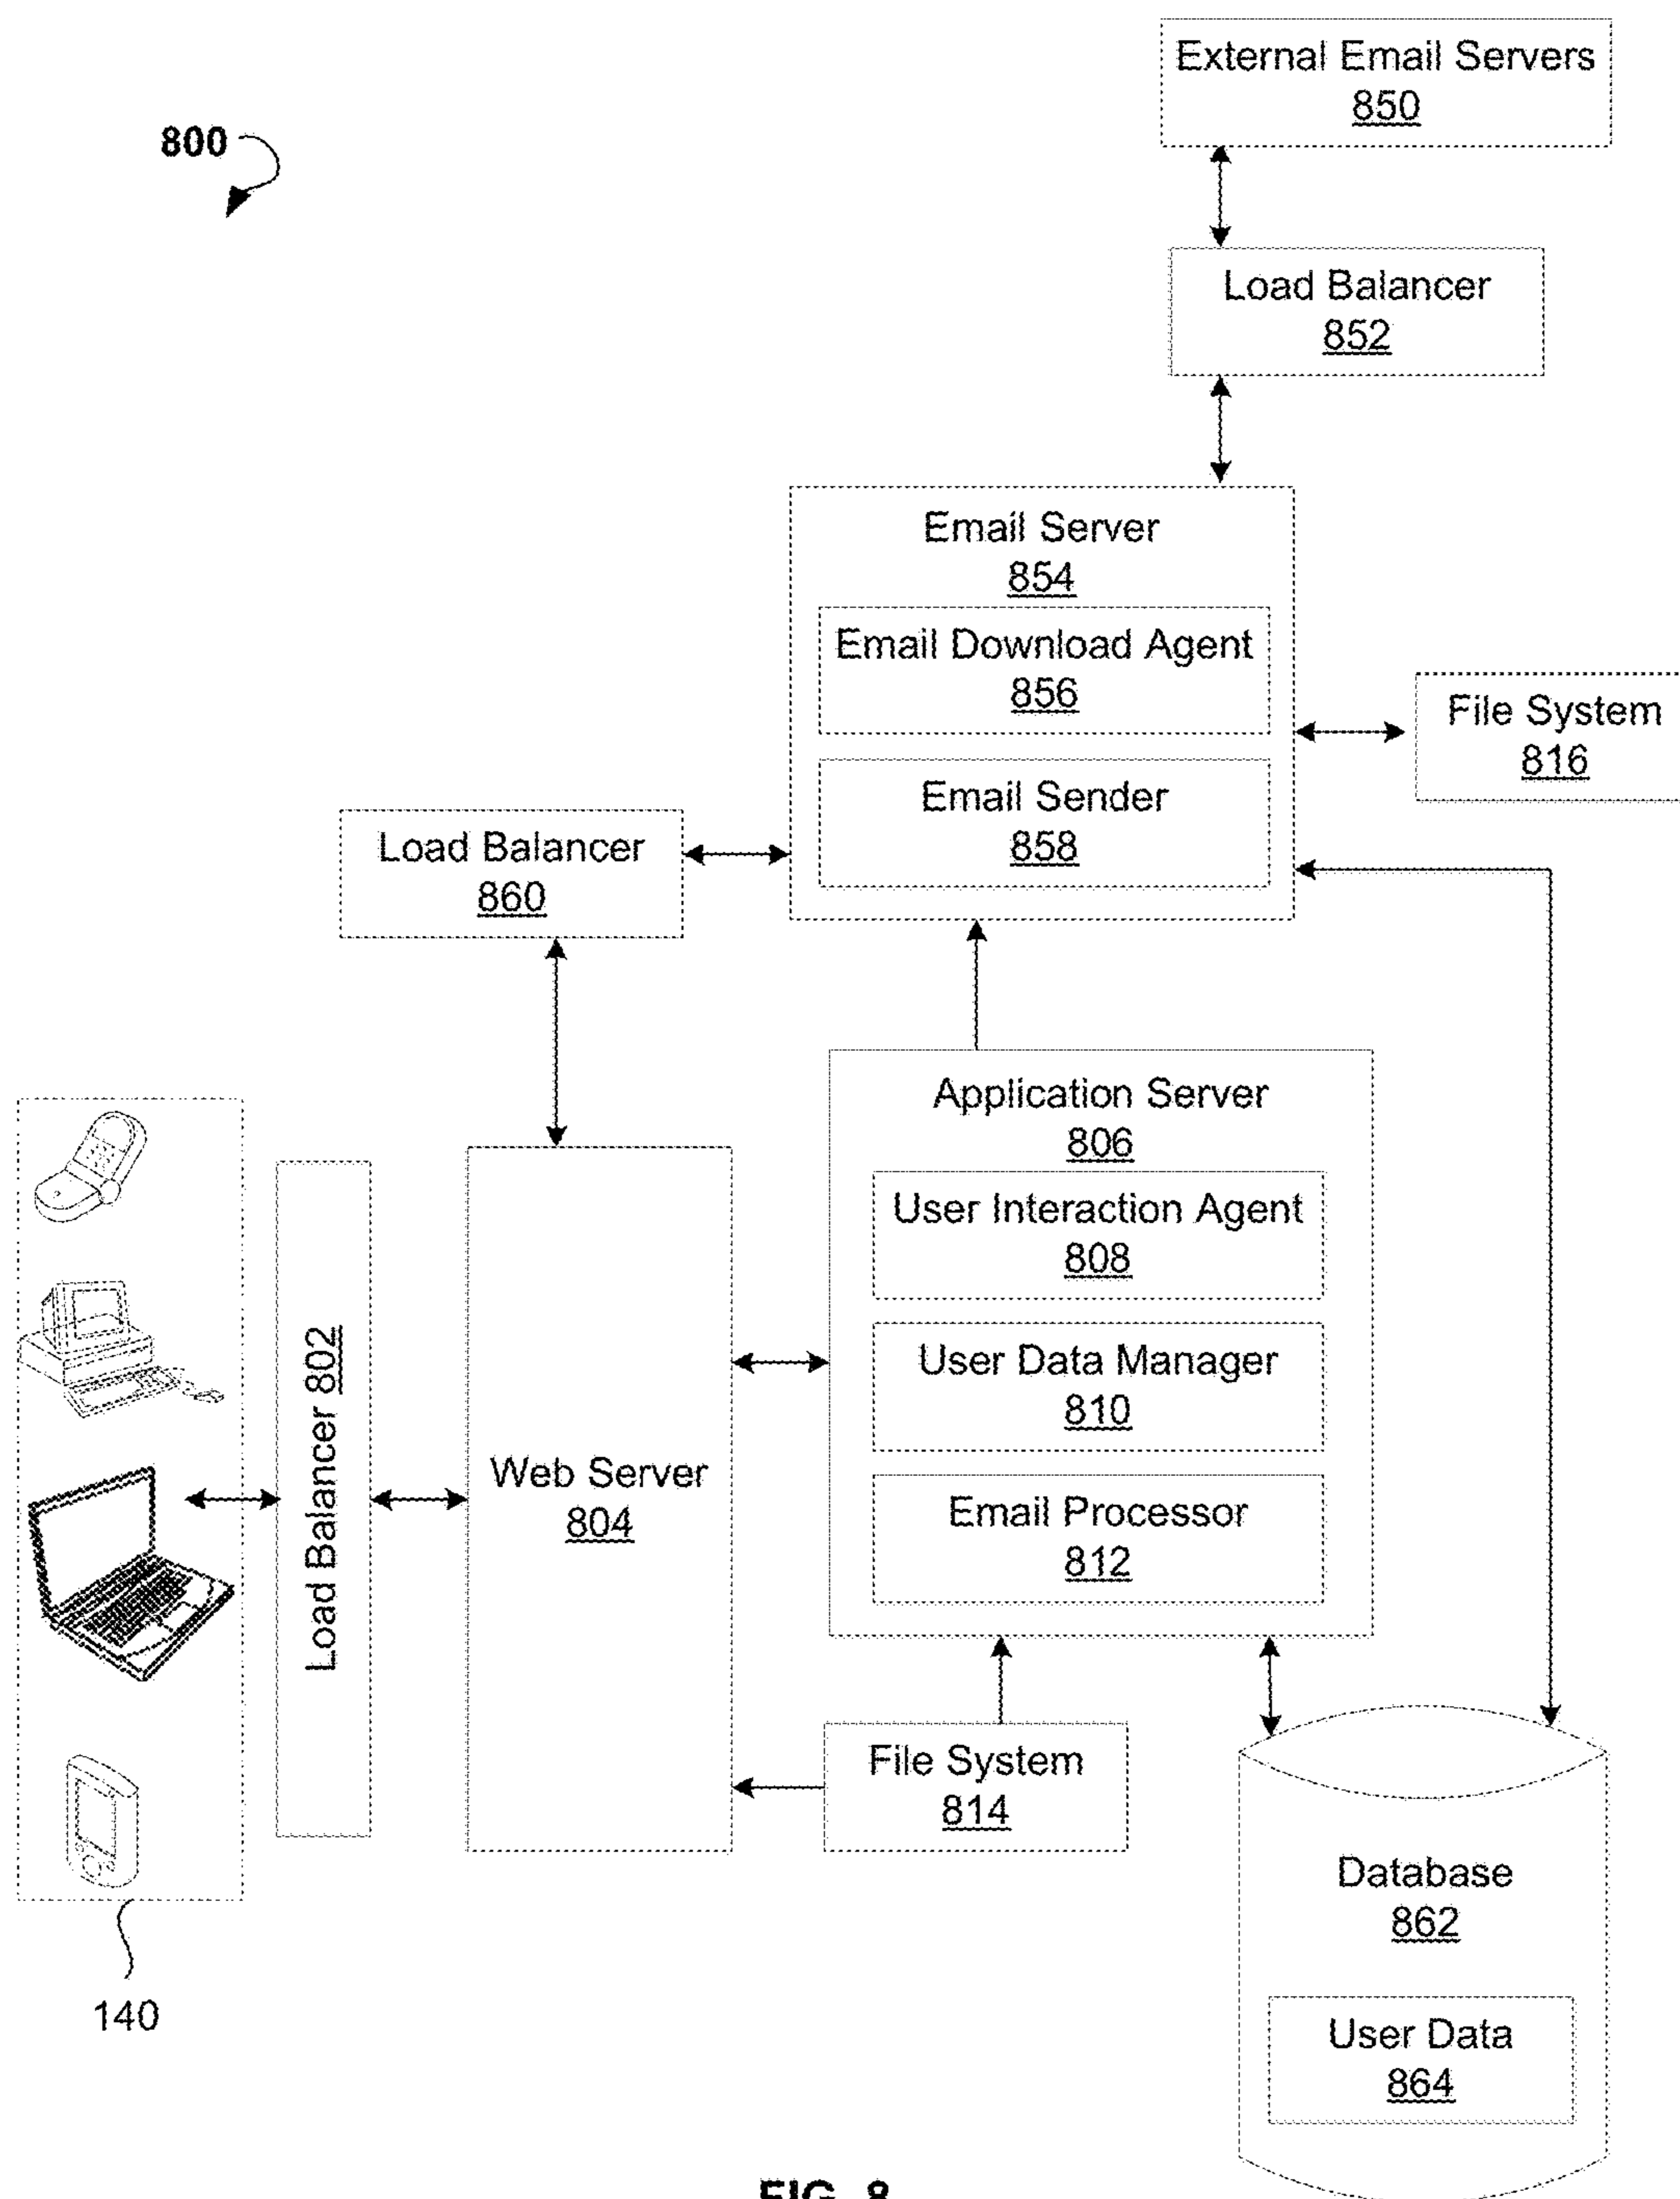 External Email Servers
850
800
Load Balancer
852
Email Server
854
Email Download Agent
856
File System
816
Email Sender
858
Load Balancer
860
Application Server
806
User Interaction Agent
808
User Data Manager
810
Load Balancer 802
Web Server
804
Email Processor
812
File System
814
Database
862
140
User Data
864
FIG. 8